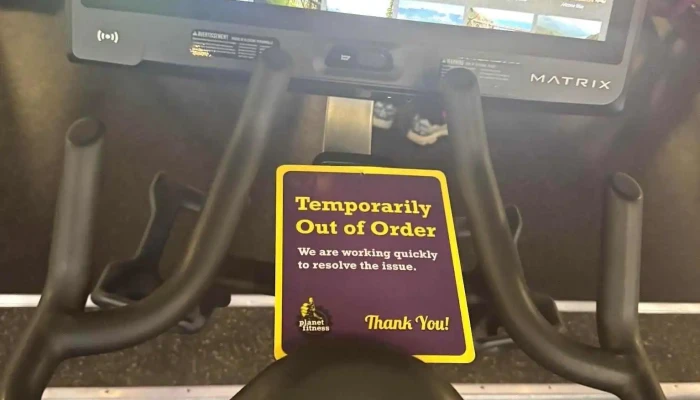 MATRIX
Temporarily
Out of Order
We are working quickly
to resolve the issue.
planet
fitness
Thank You!